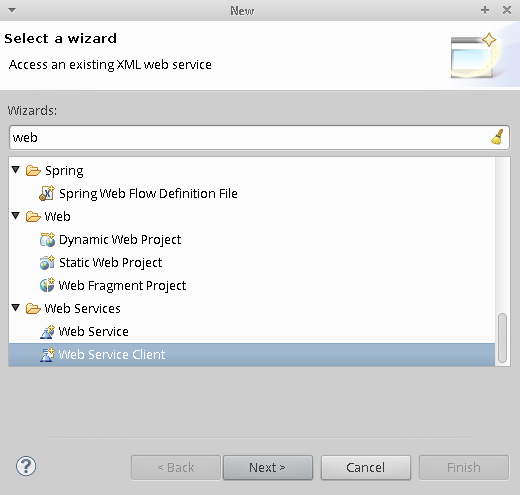 New
Select a wizard
Access an existing XML web service
Wizards:
web
Spring
Spring Web Flow Definition File
Web
Dynamic Web Project
Static Web Project
Web Fragment Project
Web Services
Web Service
Web Service Client
?
< Back
Next >
Cancel
Finish